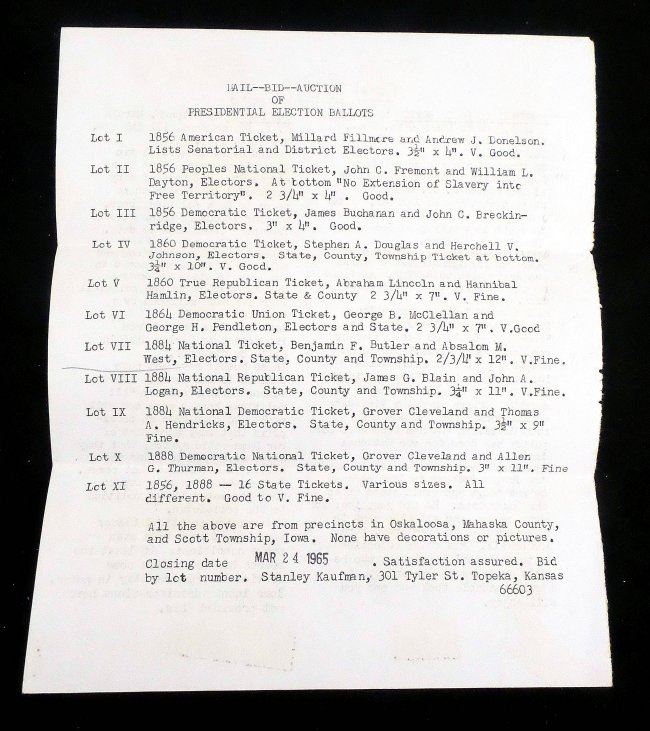 MAIL--BID--AUCTION
OF
PRESIDENTIAL ELECTION BALLOTS
Lot I 1856 American Ticket, Millard Fillmore and Andrew J. Donelson.
Lists Senatorial and District Electors. 3½" x 4". V. Good.
Lot II 1856 Peoples National Ticket, John C. Fremont and William L.
Dayton, Electors. At bottom "No Extension of Slavery into
Free Territory". 2 3/4" x 4" . Good.
Lot III 1856 Democratic Ticket, James Buchanan and John C. Breckin-
ridge, Electors. 3" x 4". Good.
Lot IV 1860 Democratic Ticket, Stephen A. Douglas and Herchell V.
Johnson, Electors. State, County, Township Ticket at bottom.
3¼" x 10". V. Good.
Lot V 1860 True Republican Ticket, Abraham Lincoln and Hannibal
Hamlin, Electors. State & County 2 3/4" x 7". V. Fine.
Lot VI 1864 Democratic Union Ticket, George B. McClellan and
George H. Pendleton, Electors and State. 2 3/4" x 7". V.Good
Lot VII 1884 National Ticket, Benjamin F. Butler and Absalom M.
West, Electors. State, County and Township. 2/3/4" x 12". V.Fine.
Lot VIII 1884 National Republican Ticket, James G. Blain and John A.
Logan, Electors. State, County and Township. 3¼" x 11". V.Fine.
Lot IX 1884 National Democratic Ticket, Grover Cleveland and Thomas
A. Hendricks, Electors. State, County and Township. 3½" x 9"
Fine.
Lot X 1888 Democratic National Ticket, Grover Cleveland and Allen
G. Thurman, Electors. State, County and Township. 3" x 11". Fine
Lot XI 1856, 1888 -- 16 State Tickets. Various sizes. All
different. Good to V. Fine.
All the above are from precincts in Oskaloosa, Mahaska County,
and Scott Township, Iowa. None have decorations or pictures.
Closing date MAR 24 1965 . Satisfaction assured. Bid
by lot number. Stanley Kaufman, 301 Tyler St. Topeka, Kansas
66603